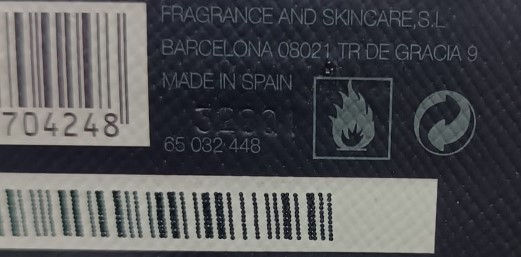 FRAGRANCE AND SKINCARE,S.L
BARCELONA 08021 TR DE GRACIA 9
MADE IN SPAIN
65 032 448
704248